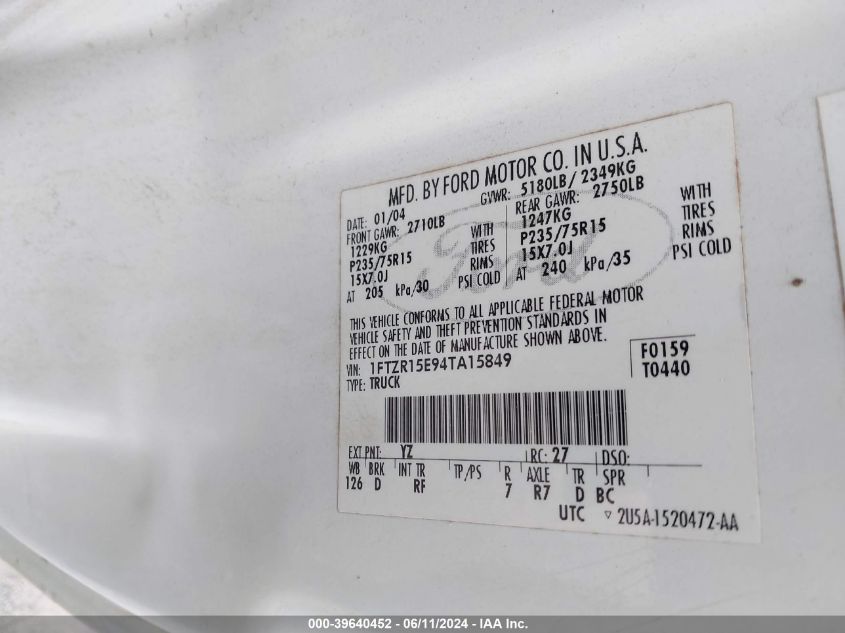 MFD. BY FORD MOTOR CO. IN U.S.A.
DATE: 01/04 GVWR: 5180LB/ 2349KG
FRONT GAWR: 2710LB REAR GAWR: 2750LB
1229KG WITH 1247KG WITH
P235/75R15 TIRES P235/75R15 TIRES
15X7.0J RIMS 15X7.0J RIMS
AT 205 kPa/30 PSI COLD AT 240 kPa/35 PSI COLD
Ford
THIS VEHICLE CONFORMS TO ALL APPLICABLE FEDERAL MOTOR
VEHICLE SAFETY AND THEFT PREVENTION STANDARDS IN
EFFECT ON THE DATE OF MANUFACTURE SHOWN ABOVE.
VIN: 1FTZR15E94TA15849 F0159
TYPE: TRUCK T0440
EXT PNT: YZ RC: 27 DSO:
WB BRK INT TR TP/PS R AXLE TR SPR
126 D RF 7 R7 D BC
UTC ▽ 2U5A-1520472-AA
000-39640452 - 06/11/2024 - IAA Inc.